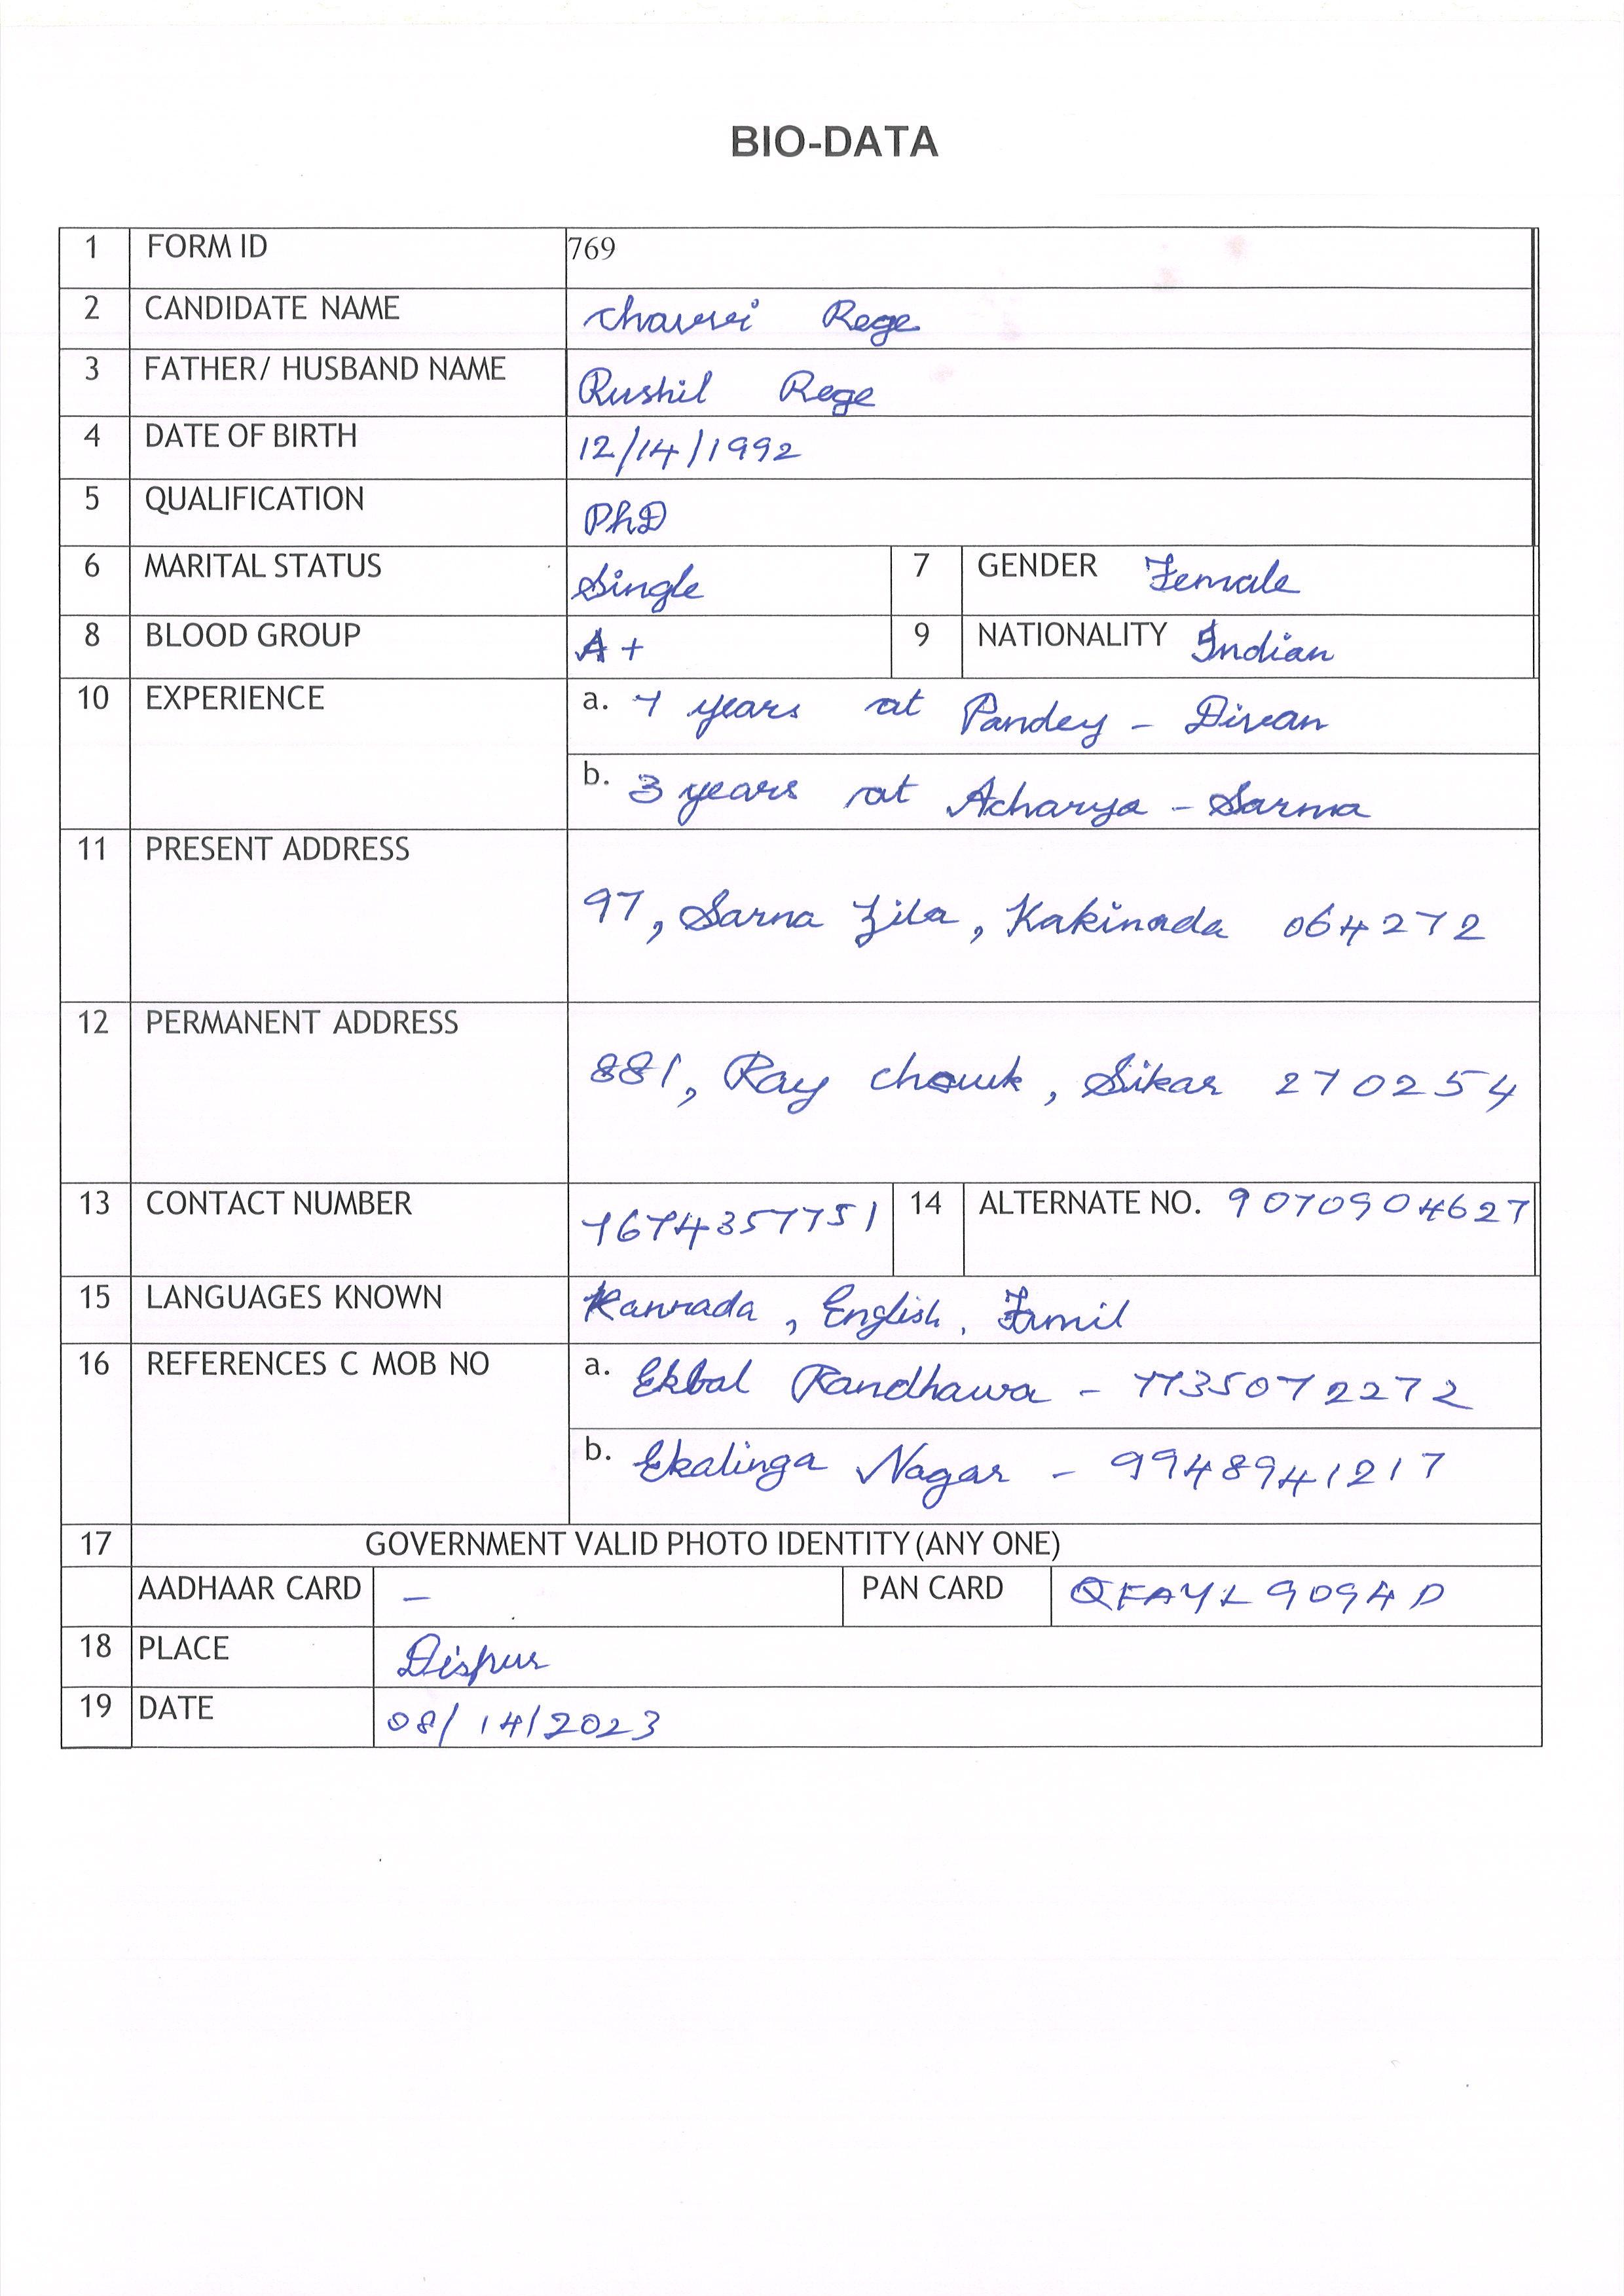 BIO-DATA
1 FORM ID 769
2 CANDIDATE NAME Charvi Rege
3 FATHER/ HUSBAND NAME Rushil Rege
4 DATE OF BIRTH 12/14/1992
5 QUALIFICATION PhD
6 MARITAL STATUS Single 7 GENDER Female
8 BLOOD GROUP A+ 9 NATIONALITY Indian
10 EXPERIENCE a. 7 years at Pandey - Divan
b. 3 years at Acharya - Sarma
11 PRESENT ADDRESS
97, Sarna Zila, Kakinada 064272
12 PERMANENT ADDRESS
881, Ray Chowk, Sikar 270254
13 CONTACT NUMBER 7674357751 14 ALTERNATE NO. 9070904627
15 LANGUAGES KNOWN Kannada, English, Tamil
16 REFERENCES C MOB NO a. Ekbal Randhawa - 7735072272
b. Ekalinga Nagar - 9948941217
17 GOVERNMENT VALID PHOTO IDENTITY (ANY ONE)
AADHAAR CARD - PAN CARD QFAYL9094D
18 PLACE Dispur
19 DATE 08/14/2023